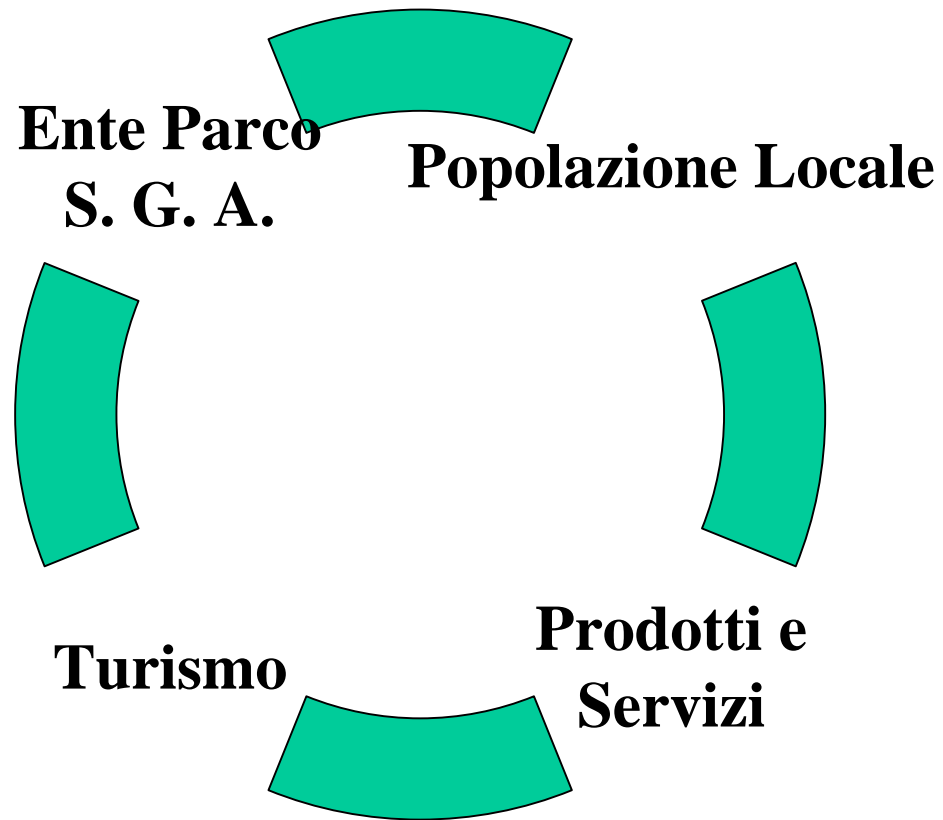 Ente Parco
S. G. A.
Popolazione Locale
Turismo
Prodotti e
Servizi